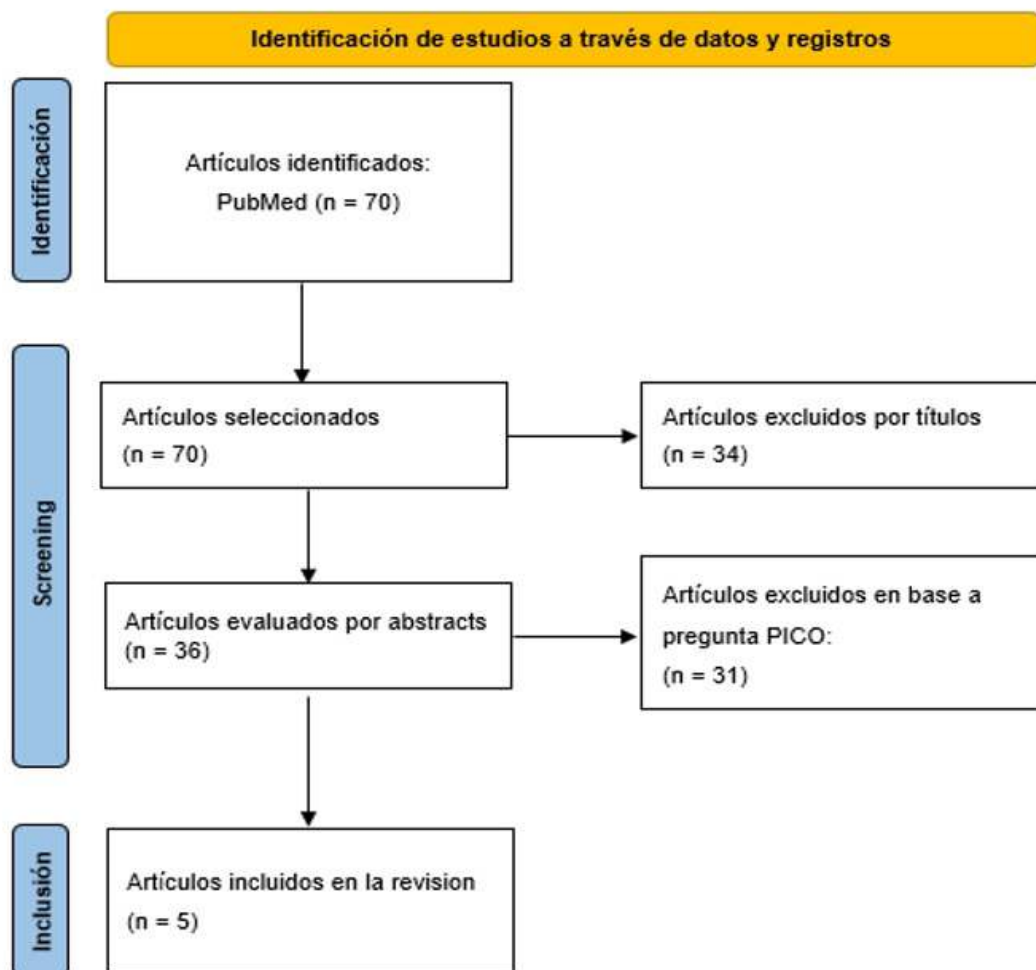 Identificación de estudios a través de datos y registros
Identificación
Artículos identificados:
PubMed (n = 70)
Screening
Artículos seleccionados
(n = 70)
Artículos excluidos por títulos
(n = 34)
Artículos evaluados por abstracts
(n = 36)
Artículos excluidos en base a
pregunta PICO:
(n = 31)
Inclusión
Artículos incluidos en la revision
(n = 5)